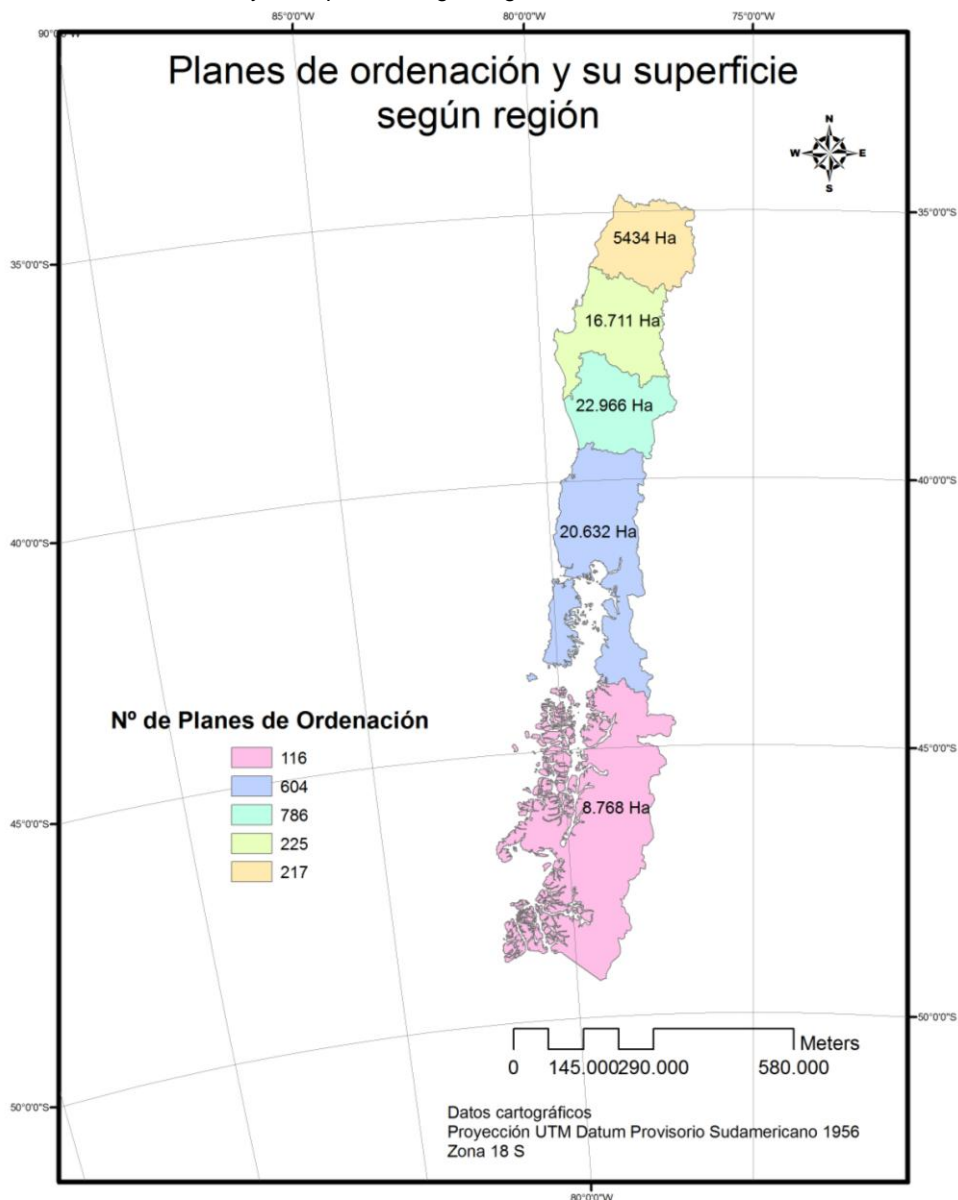 85°0'0"W
80°0'0"W
75°0'0"W
Planes de ordenación y su superficie
según región
N
W
E
S
35°0'0"S
35°0'0"S
5434 Ha
16.711 Ha
22.966 Ha
40°0'0"S
20.632 Ha
40°0'0"S
Nº de Planes de Ordenación
116
604
786
225
217
45°0'0"S
8.768 Ha
45°0'0"S
50°0'0"S
Meters
0 145.000290.000 580.000
50°0'0"S
Datos cartográficos
Proyección UTM Datum Provisorio Sudamericano 1956
Zona 18 S
80°0'0"W